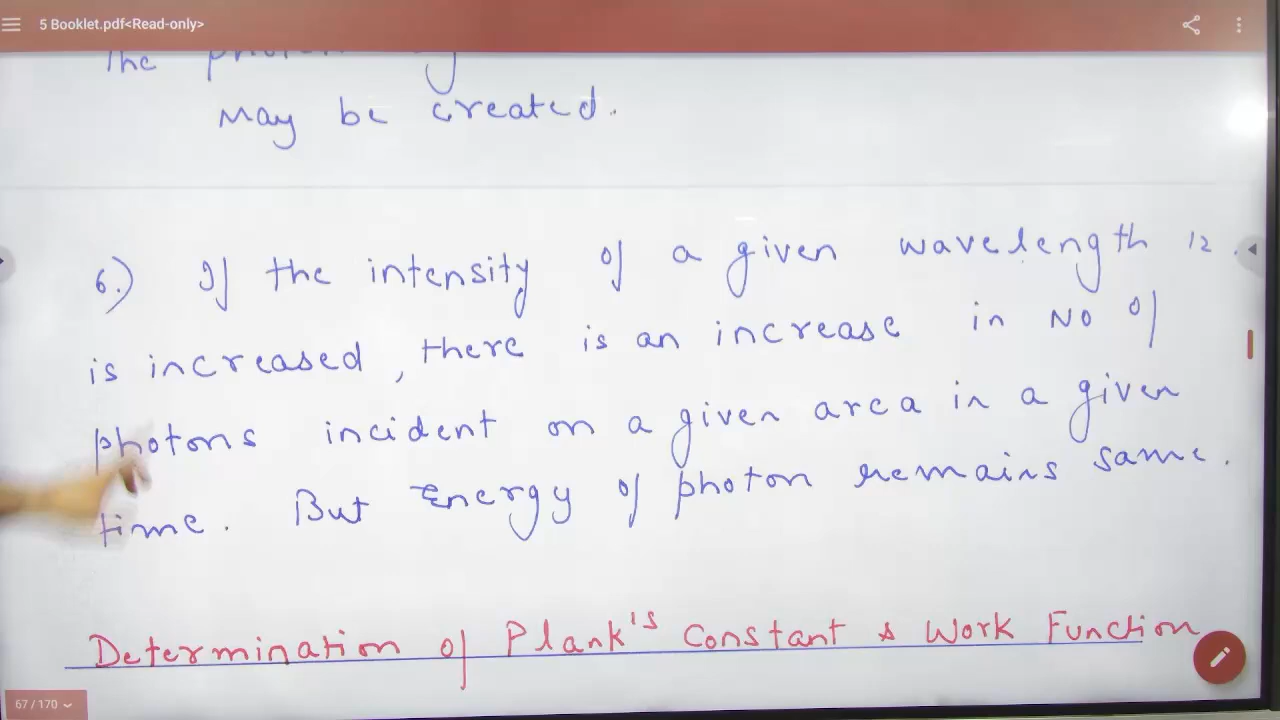 5 Booklet.pdf<Read-only>
The
may be created.
6.) If the intensity of a given wavelength is
is increased, there is an increase in No of
photons incident on a given area in a given
time. But Energy of photon remains same.
Determination of Plank's Constant & Work Function
67 / 170